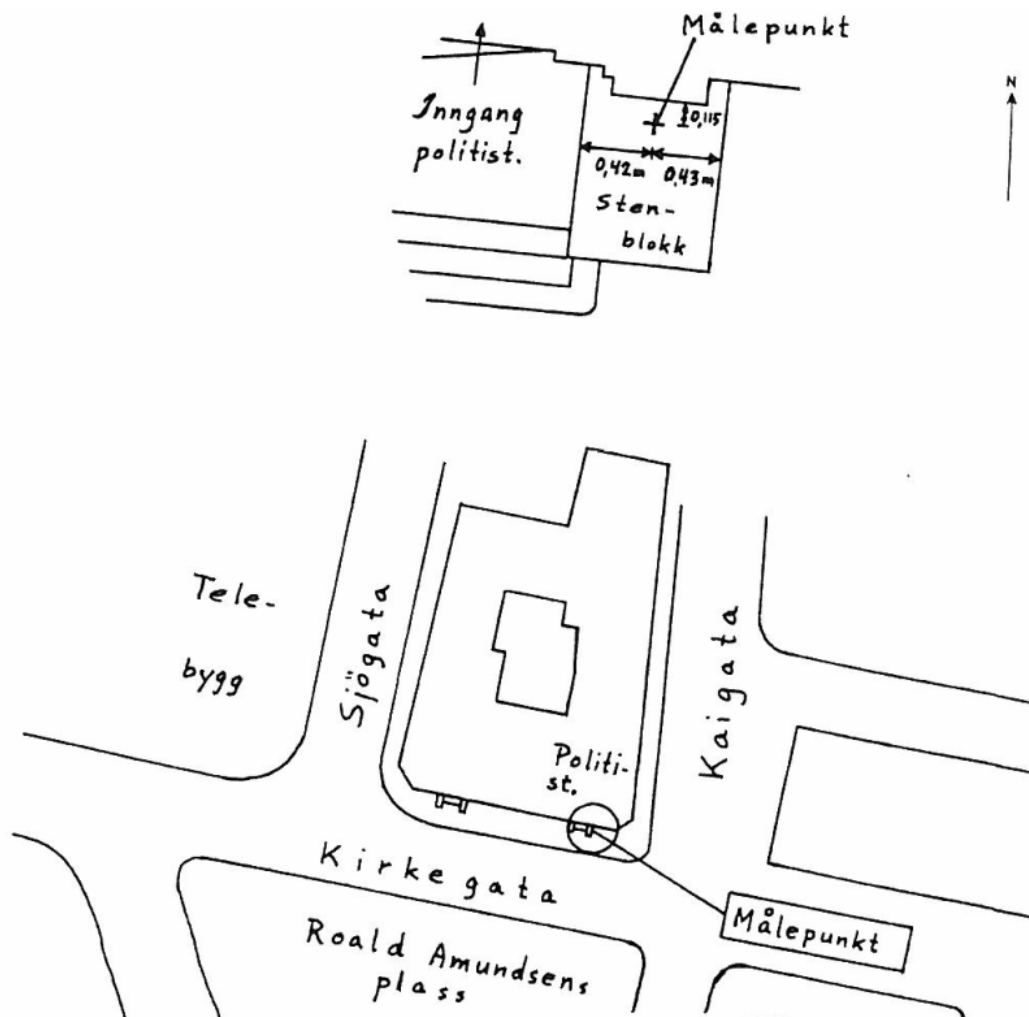 Målepunkt
N
Inngang
politist.
0,115
0,42m 0,43m
Sten-
blokk
Tele-
bygg
Sjögata
Kaigata
Politi-
st.
Kirkegata
Målepunkt
Roald Amundsens
plass